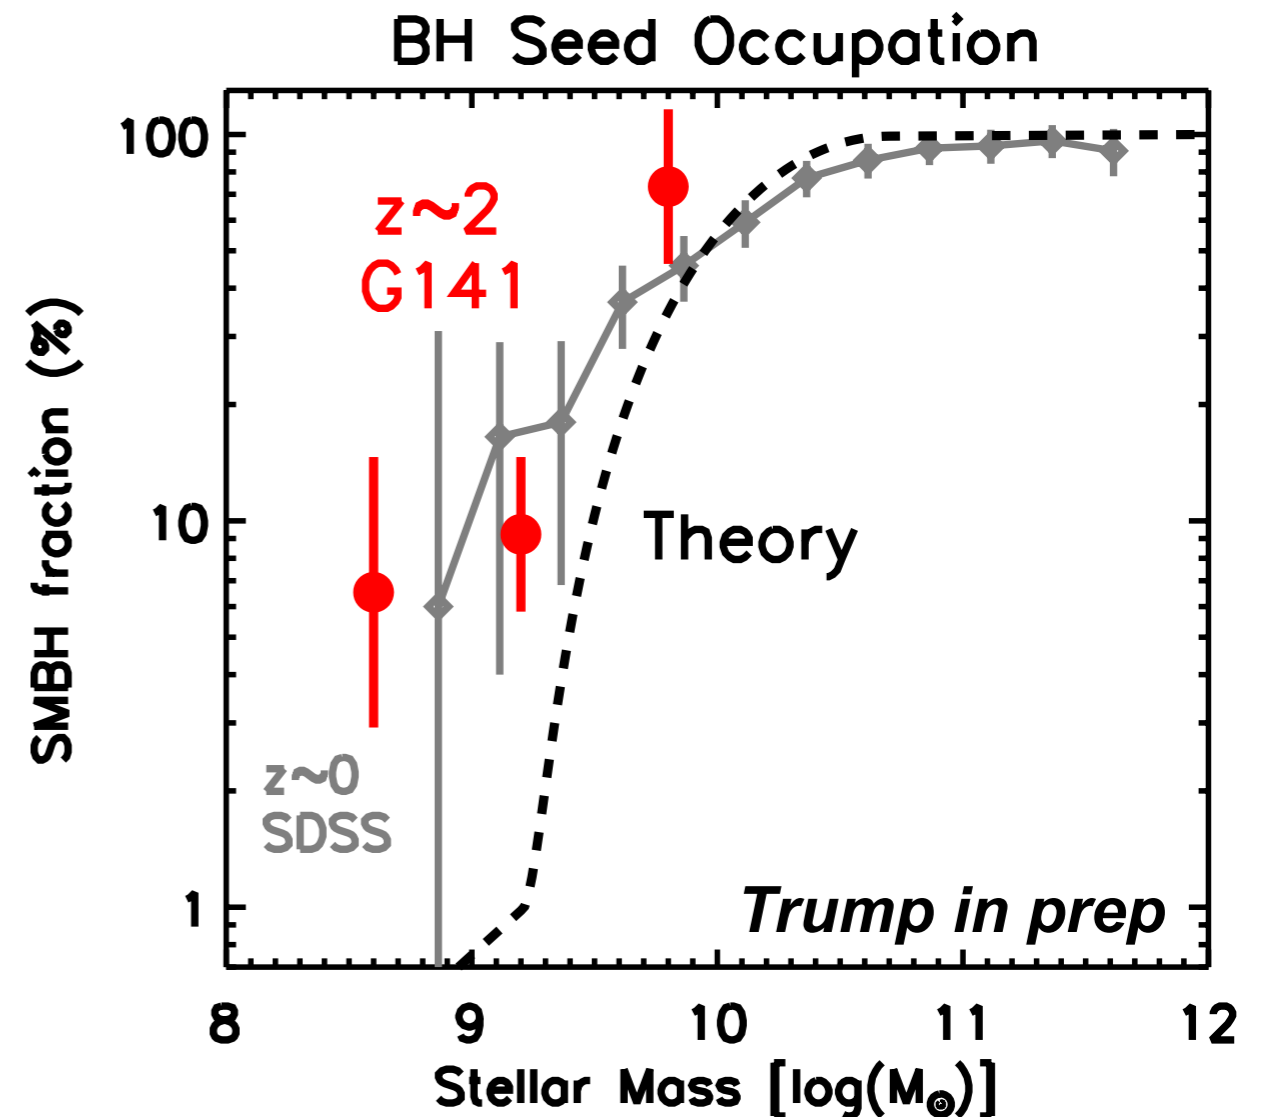 BH Seed Occupation
100
z~2
G141
SMBH fraction (%)
10
Theory
z~0
SDSS
1
Trump in prep
8 9 10 11 12
Stellar Mass [log(M⊙)]